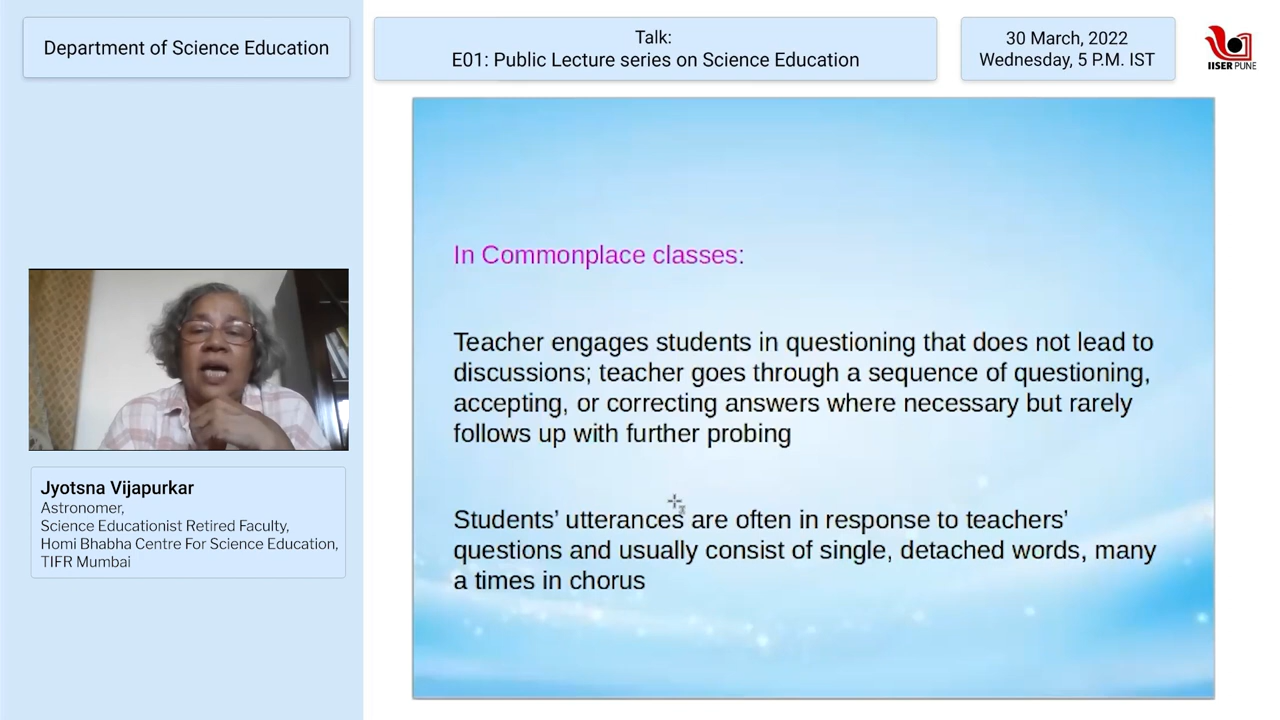 Department of Science Education
Talk:
E01: Public Lecture series on Science Education
30 March, 2022
Wednesday, 5 P.M. IST
IISER PUNE
In Commonplace classes:
Teacher engages students in questioning that does not lead to
discussions; teacher goes through a sequence of questioning,
accepting, or correcting answers where necessary but rarely
follows up with further probing
Students’ utterances are often in response to teachers’
questions and usually consist of single, detached words, many
a times in chorus
Jyotsna Vijapurkar
Astronomer,
Science Educationist Retired Faculty,
Homi Bhabha Centre For Science Education,
TIFR Mumbai